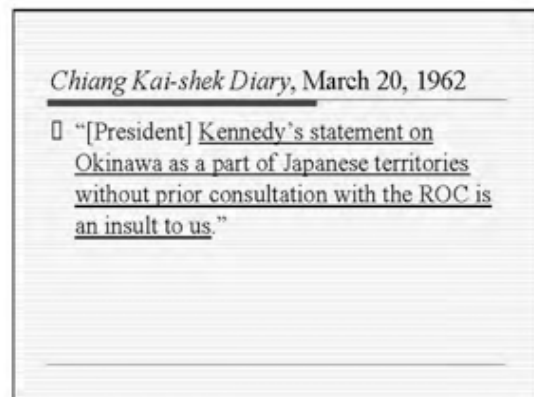 Chiang Kai-shek Diary, March 20, 1962
“[President] Kennedy’s statement on
Okinawa as a part of Japanese territories
without prior consultation with the ROC is
an insult to us.”